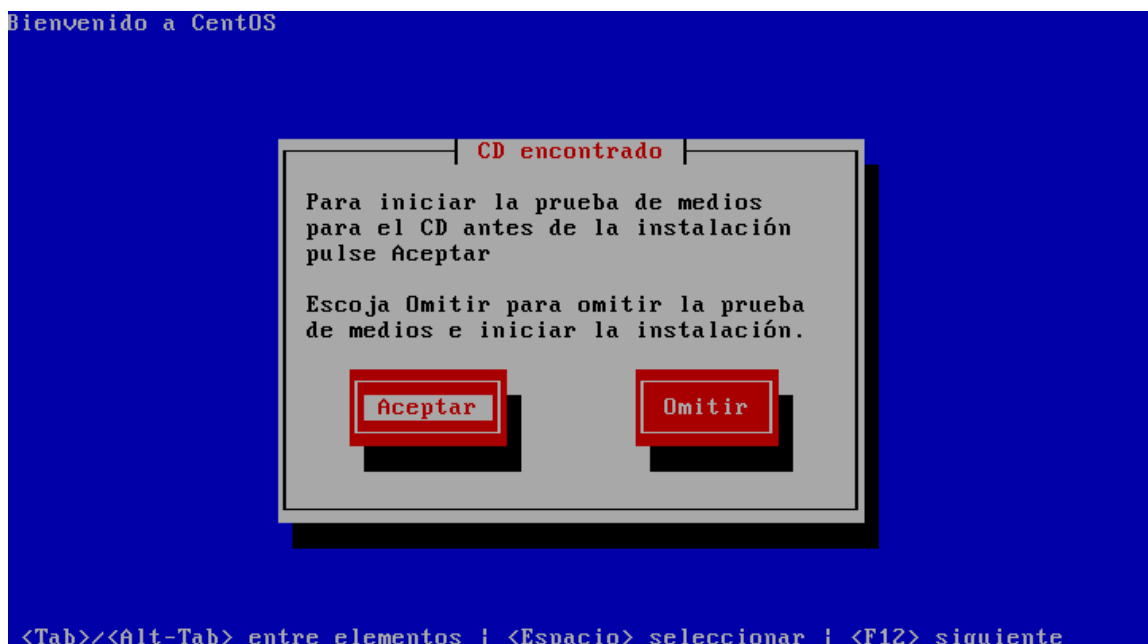 Bienvenido a CentOS
CD encontrado
Para iniciar la prueba de medios
para el CD antes de la instalación
pulse Aceptar
Escoja Omitir para omitir la prueba
de medios e iniciar la instalación.
Aceptar Omitir
<Tab>/<Alt-Tab> entre elementos | <Espacio> seleccionar | <F12> siguiente